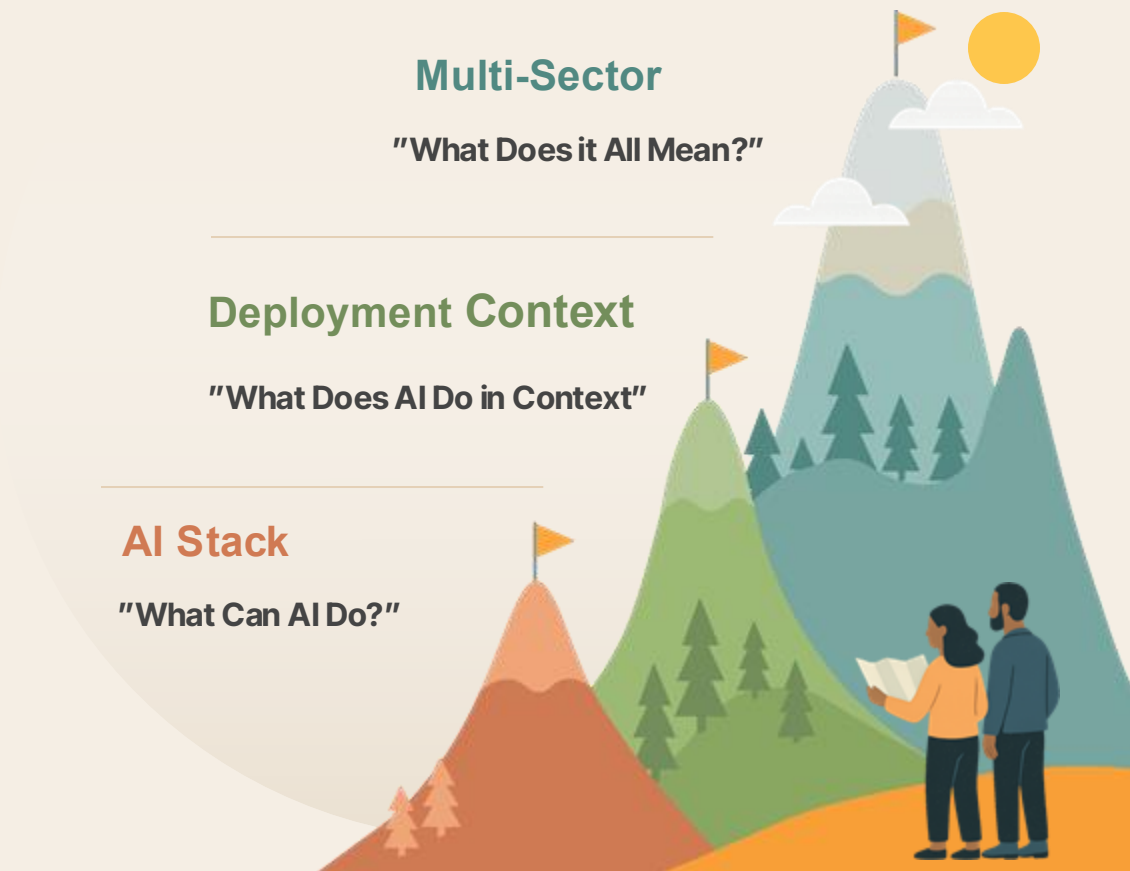 Multi-Sector
”What Does it All Mean?”
Deployment Context
”What Does AI Do in Context”
AI Stack
”What Can AI Do?”